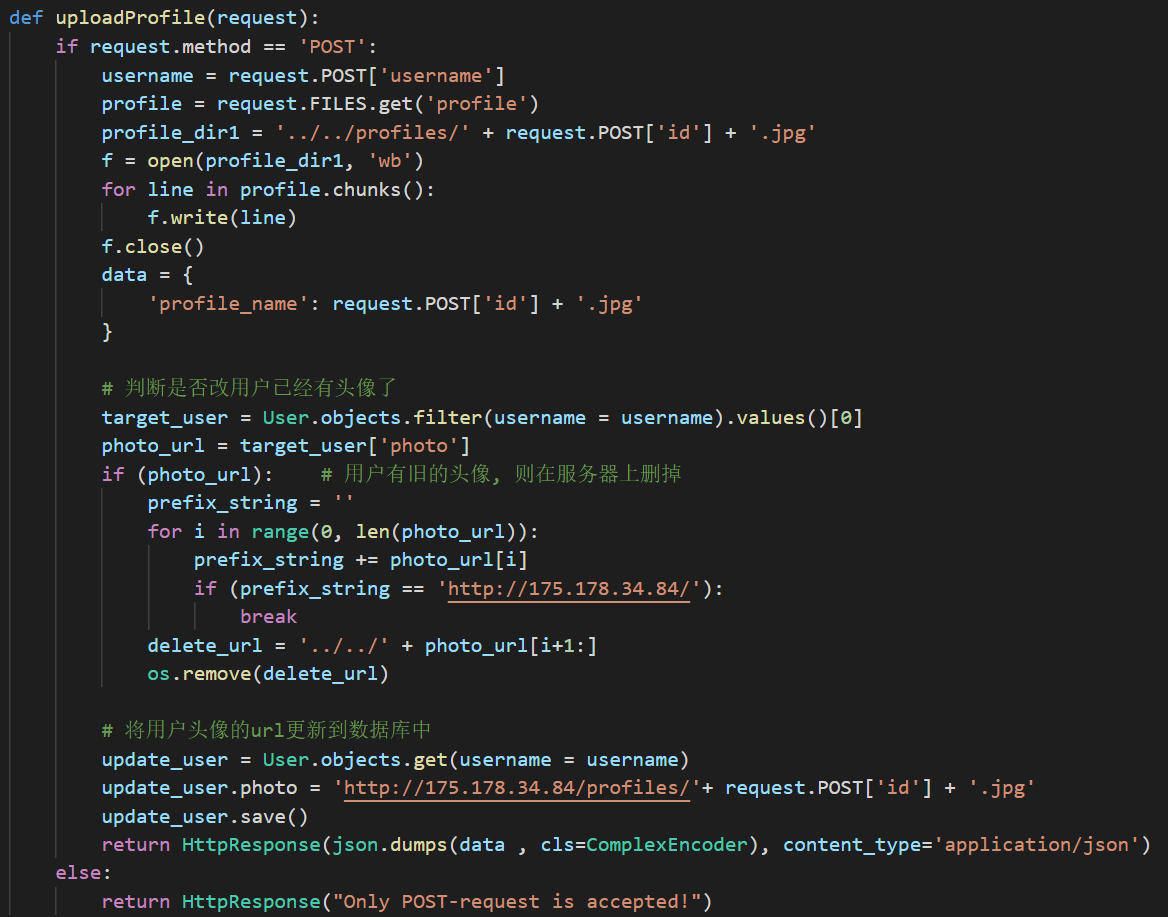 def uploadProfile(request):
    if request.method == 'POST':
        username = request.POST['username']
        profile = request.FILES.get('profile')
        profile_dir1 = '../../profiles/' + request.POST['id'] + '.jpg'
        f = open(profile_dir1, 'wb')
        for line in profile.chunks():
            f.write(line)
        f.close()
        data = {
            'profile_name': request.POST['id'] + '.jpg'
        }

        # 判断是否改用户已经有头像了
        target_user = User.objects.filter(username = username).values()[0]
        photo_url = target_user['photo']
        if (photo_url):    # 用户有旧的头像, 则在服务器上删掉
            prefix_string = ''
            for i in range(0, len(photo_url)):
                prefix_string += photo_url[i]
                if (prefix_string == 'http://175.178.34.84/'):
                    break
            delete_url = '../../' + photo_url[i+1:]
            os.remove(delete_url)

        # 将用户头像的url更新到数据库中
        update_user = User.objects.get(username = username)
        update_user.photo = 'http://175.178.34.84/profiles/'+ request.POST['id'] + '.jpg'
        update_user.save()
        return HttpResponse(json.dumps(data , cls=ComplexEncoder), content_type='application/json')
    else:
        return HttpResponse("Only POST-request is accepted!")